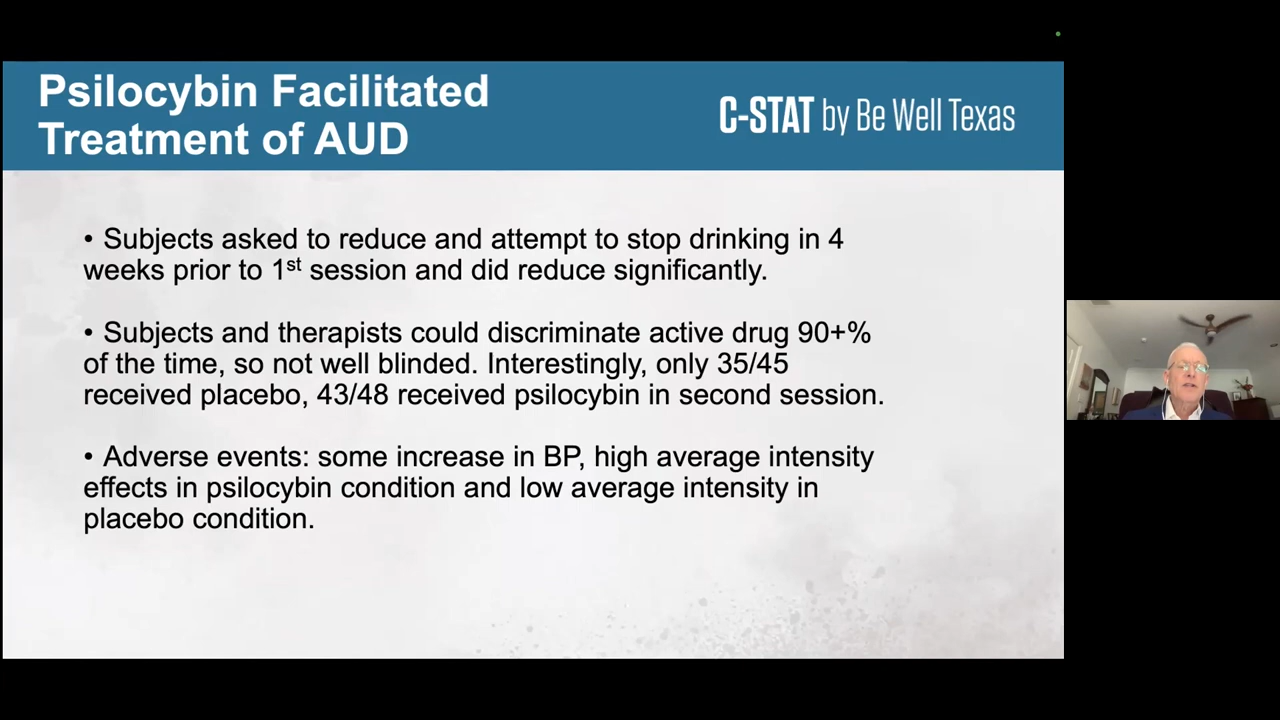 Psilocybin Facilitated
Treatment of AUD
C-STAT by Be Well Texas
• Subjects asked to reduce and attempt to stop drinking in 4
weeks prior to 1st session and did reduce significantly.
• Subjects and therapists could discriminate active drug 90+%
of the time, so not well blinded. Interestingly, only 35/45
received placebo, 43/48 received psilocybin in second session.
• Adverse events: some increase in BP, high average intensity
effects in psilocybin condition and low average intensity in
placebo condition.